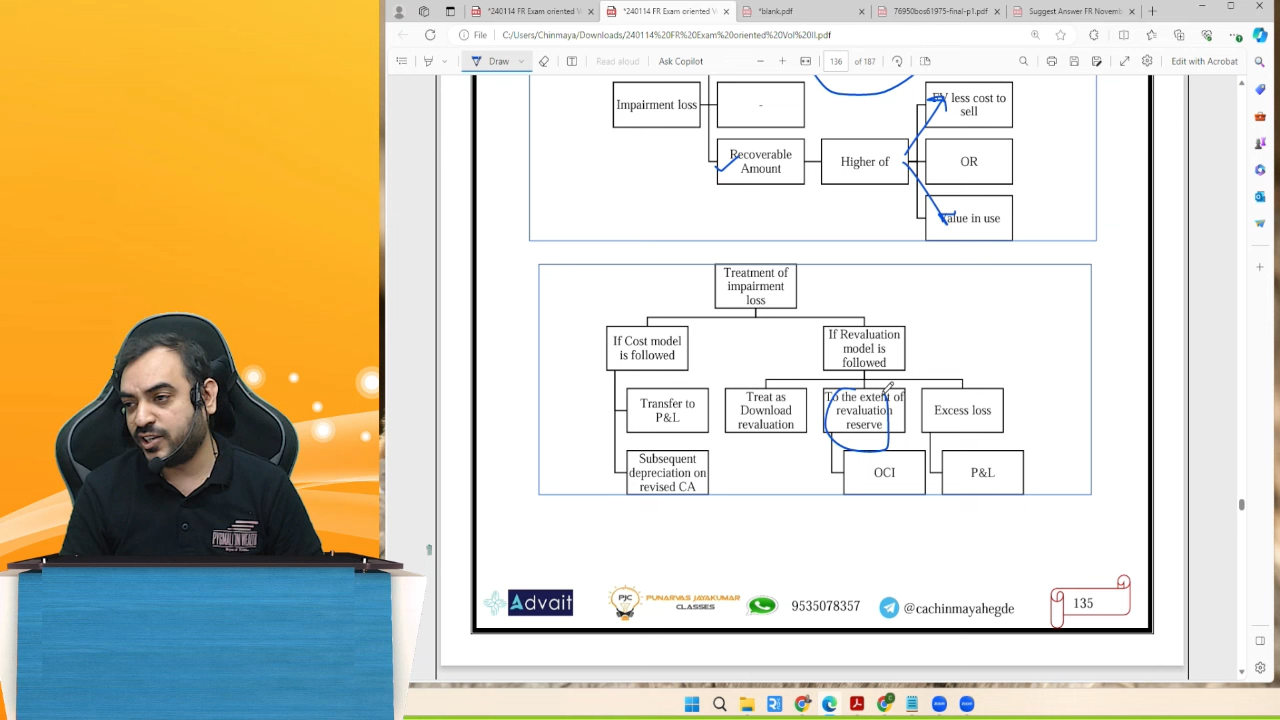 *240114 FR Exam oriented V
*240114 FR Exam oriented V
*blank.pdf
76950bos61975-final-p1.pdf
Suggest Answer FR Novemb
File
C:/Users/Chinmaya/Downloads/240114%20FR%20Exam%20oriented%20Vol%20II.pdf
Draw
Read aloud
Ask Copilot
136
of 187
Edit with Acrobat
Impairment loss
-
Recoverable
Amount
Higher of
FV less cost to
sell
OR
Value in use
Treatment of
impairment
loss
If Cost model
is followed
Transfer to
P&L
Subsequent
depreciation on
revised CA
If Revaluation
model is
followed
Treat as
Download
revaluation
To the extent of
revaluation
reserve
OCI
Excess loss
P&L
Advait
PJC
PUNARVAS JAYAKUMAR
CLASSES
9535078357
@cachinmayahegde
135
PYGMALION WEALTH
zoom
zoom